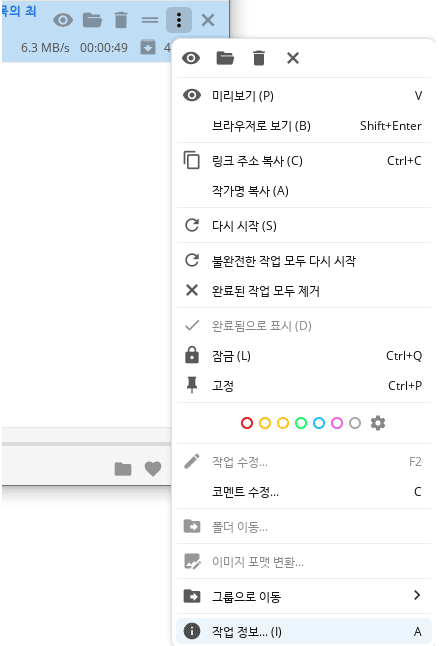 목의 죄
6.3 MB/s 00:00:49 4
미리보기 (P) V
브라우저로 보기 (B) Shift+Enter
링크 주소 복사 (C) Ctrl+C
작가명 복사 (A)
다시 시작 (S)
불완전한 작업 모두 다시 시작
완료된 작업 모두 제거
완료됨으로 표시 (D)
잠금 (L) Ctrl+Q
고정 Ctrl+P
작업 수정... F2
코멘트 수정... C
폴더 이동...
이미지 포맷 변환...
그룹으로 이동
작업 정보... (I) A